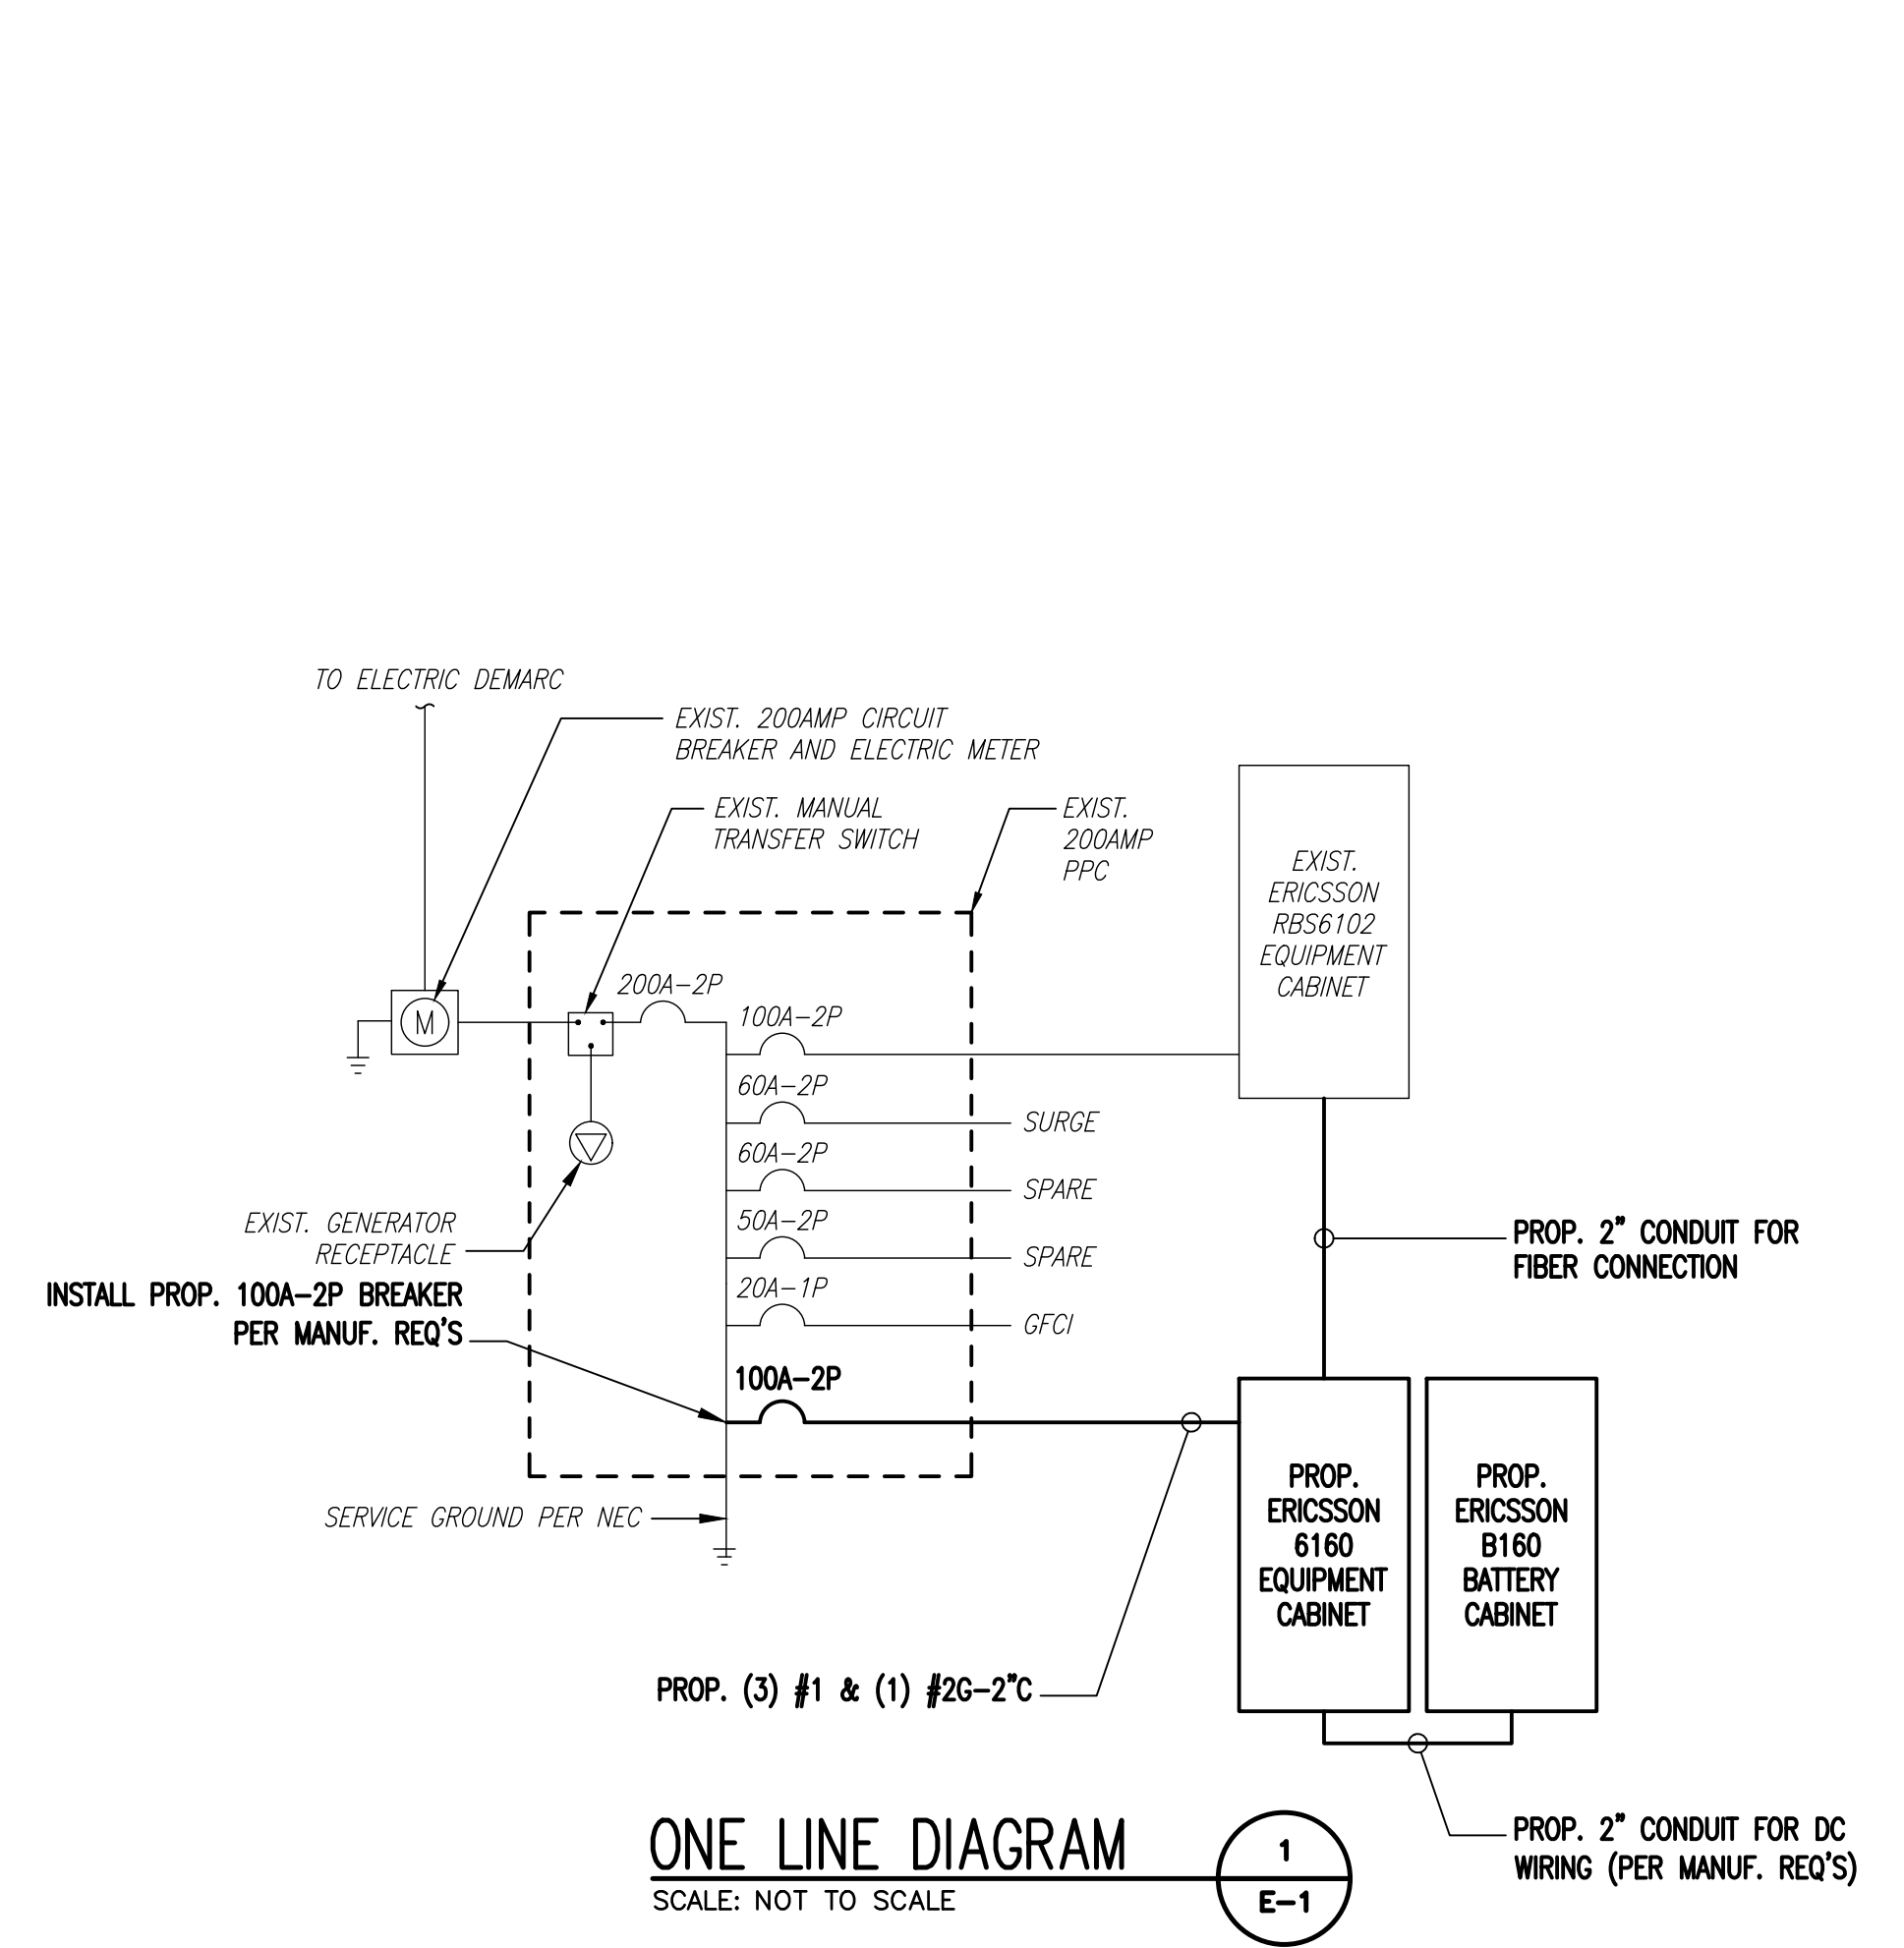 TO ELECTRIC DEMARC
EXIST. 200AMP CIRCUIT
BREAKER AND ELECTRIC METER
EXIST. MANUAL
TRANSFER SWITCH
EXIST.
200AMP
PPC
EXIST.
ERICSSON
RBS6102
EQUIPMENT
CABINET
M
200A-2P
100A-2P
60A-2P
SURGE
60A-2P
SPARE
50A-2P
SPARE
20A-1P
GFCI
EXIST. GENERATOR
RECEPTACLE
INSTALL PROP. 100A-2P BREAKER
PER MANUF. REQ'S
100A-2P
PROP. 2" CONDUIT FOR
FIBER CONNECTION
SERVICE GROUND PER NEC
PROP.
ERICSSON
6160
EQUIPMENT
CABINET
PROP.
ERICSSON
B160
BATTERY
CABINET
PROP. (3) #1 & (1) #2G-2"C
PROP. 2" CONDUIT FOR DC
WIRING (PER MANUF. REQ'S)
ONE LINE DIAGRAM
SCALE: NOT TO SCALE
1
E-1